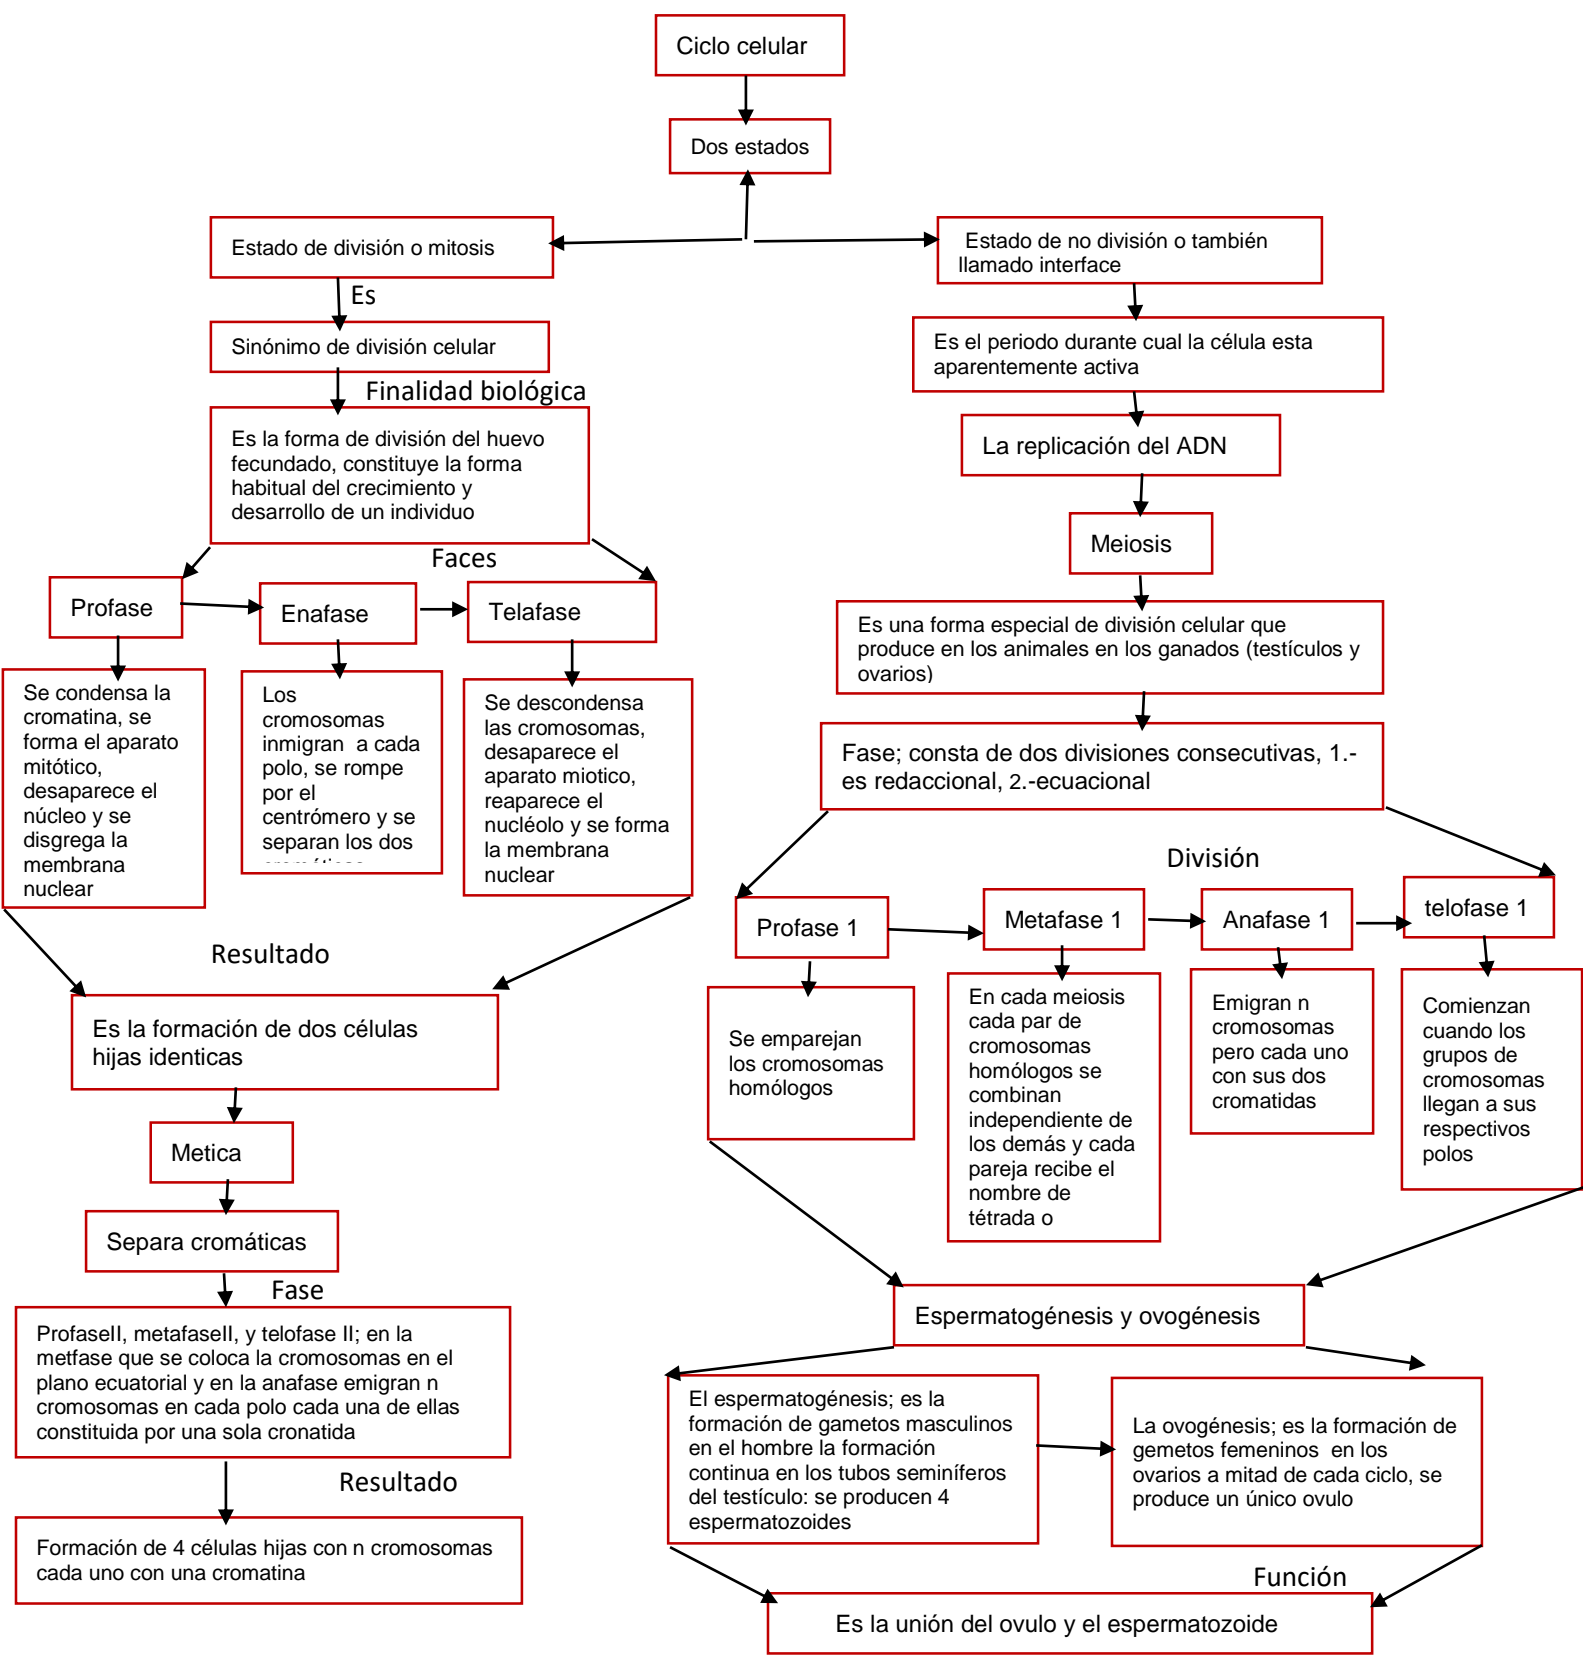 Ciclo celular
Dos estados
Estado de división o mitosis
Estado de no división o también
llamado interface
Es
Sinónimo de división celular
Es el periodo durante cual la célula esta
aparentemente activa
Finalidad biológica
Es la forma de división del huevo
fecundado, constituye la forma
habitual del crecimiento y
desarrollo de un individuo
La replicación del ADN
Meiosis
Faces
Profase
Enafase
Telafase
Es una forma especial de división celular que
produce en los animales en los ganados (testículos y
ovarios)
Se condensa la
cromatina, se
forma el aparato
mitótico,
desaparece el
núcleo y se
disgrega la
membrana
nuclear
Los
cromosomas
inmigran a cada
polo, se rompe
por el
centrómero y se
separan los dos
Se descondensa
las cromosomas,
desaparece el
aparato miotico,
reaparece el
nucléolo y se forma
la membrana
nuclear
Fase; consta de dos divisiones consecutivas, 1.-
es redaccional, 2.-ecuacional
División
Profase 1
Metafase 1
Anafase 1
telofase 1
Resultado
Es la formación de dos células
hijas identicas
Se emparejan
los cromosomas
homólogos
En cada meiosis
cada par de
cromosomas
homólogos se
combinan
independiente de
los demás y cada
pareja recibe el
nombre de
tétrada o
Emigran n
cromosomas
pero cada uno
con sus dos
cromatidas
Comienzan
cuando los
grupos de
cromosomas
llegan a sus
respectivos
polos
Metica
Separa cromáticas
Fase
ProfaseII, metafaseII, y telofase II; en la
metfase que se coloca la cromosomas en el
plano ecuatorial y en la anafase emigran n
cromosomas en cada polo cada una de ellas
constituida por una sola cronatida
Resultado
Formación de 4 células hijas con n cromosomas
cada uno con una cromatina
Espermatogénesis y ovogénesis
El espermatogénesis; es la
formación de gametos masculinos
en el hombre la formación
continua en los tubos seminíferos
del testículo: se producen 4
espermatozoides
La ovogénesis; es la formación de
gemetos femeninos en los
ovarios a mitad de cada ciclo, se
produce un único ovulo
Función
Es la unión del ovulo y el espermatozoide